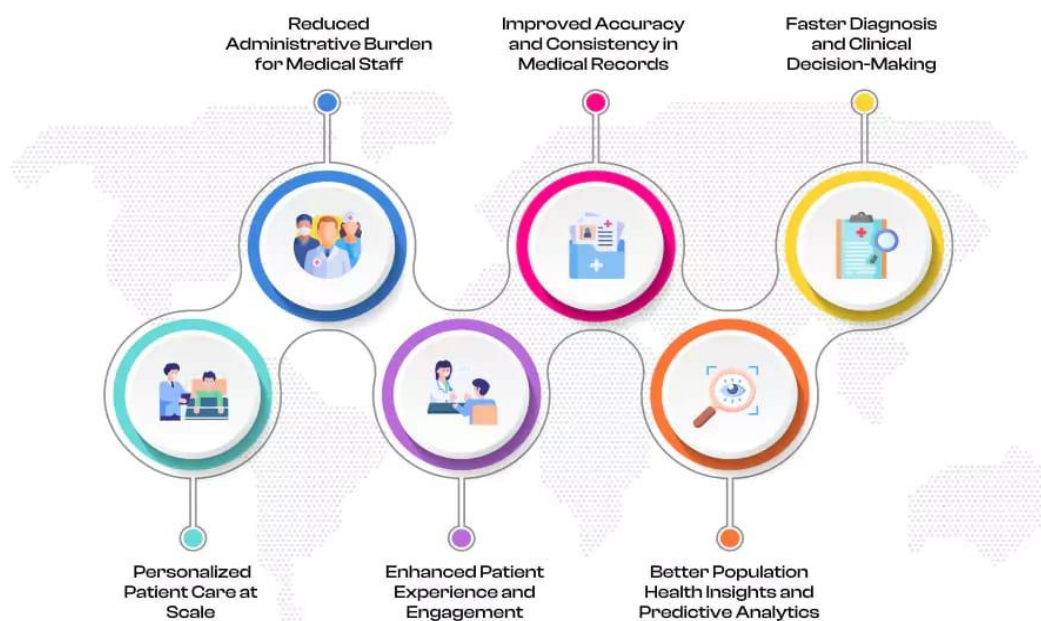 Reduced
Administrative Burden
for Medical Staff
Improved Accuracy
and Consistency in
Medical Records
Faster Diagnosis
and Clinical
Decision-Making
Personalized
Patient Care at
Scale
Enhanced Patient
Experience and
Engagement
Better Population
Health Insights and
Predictive Analytics